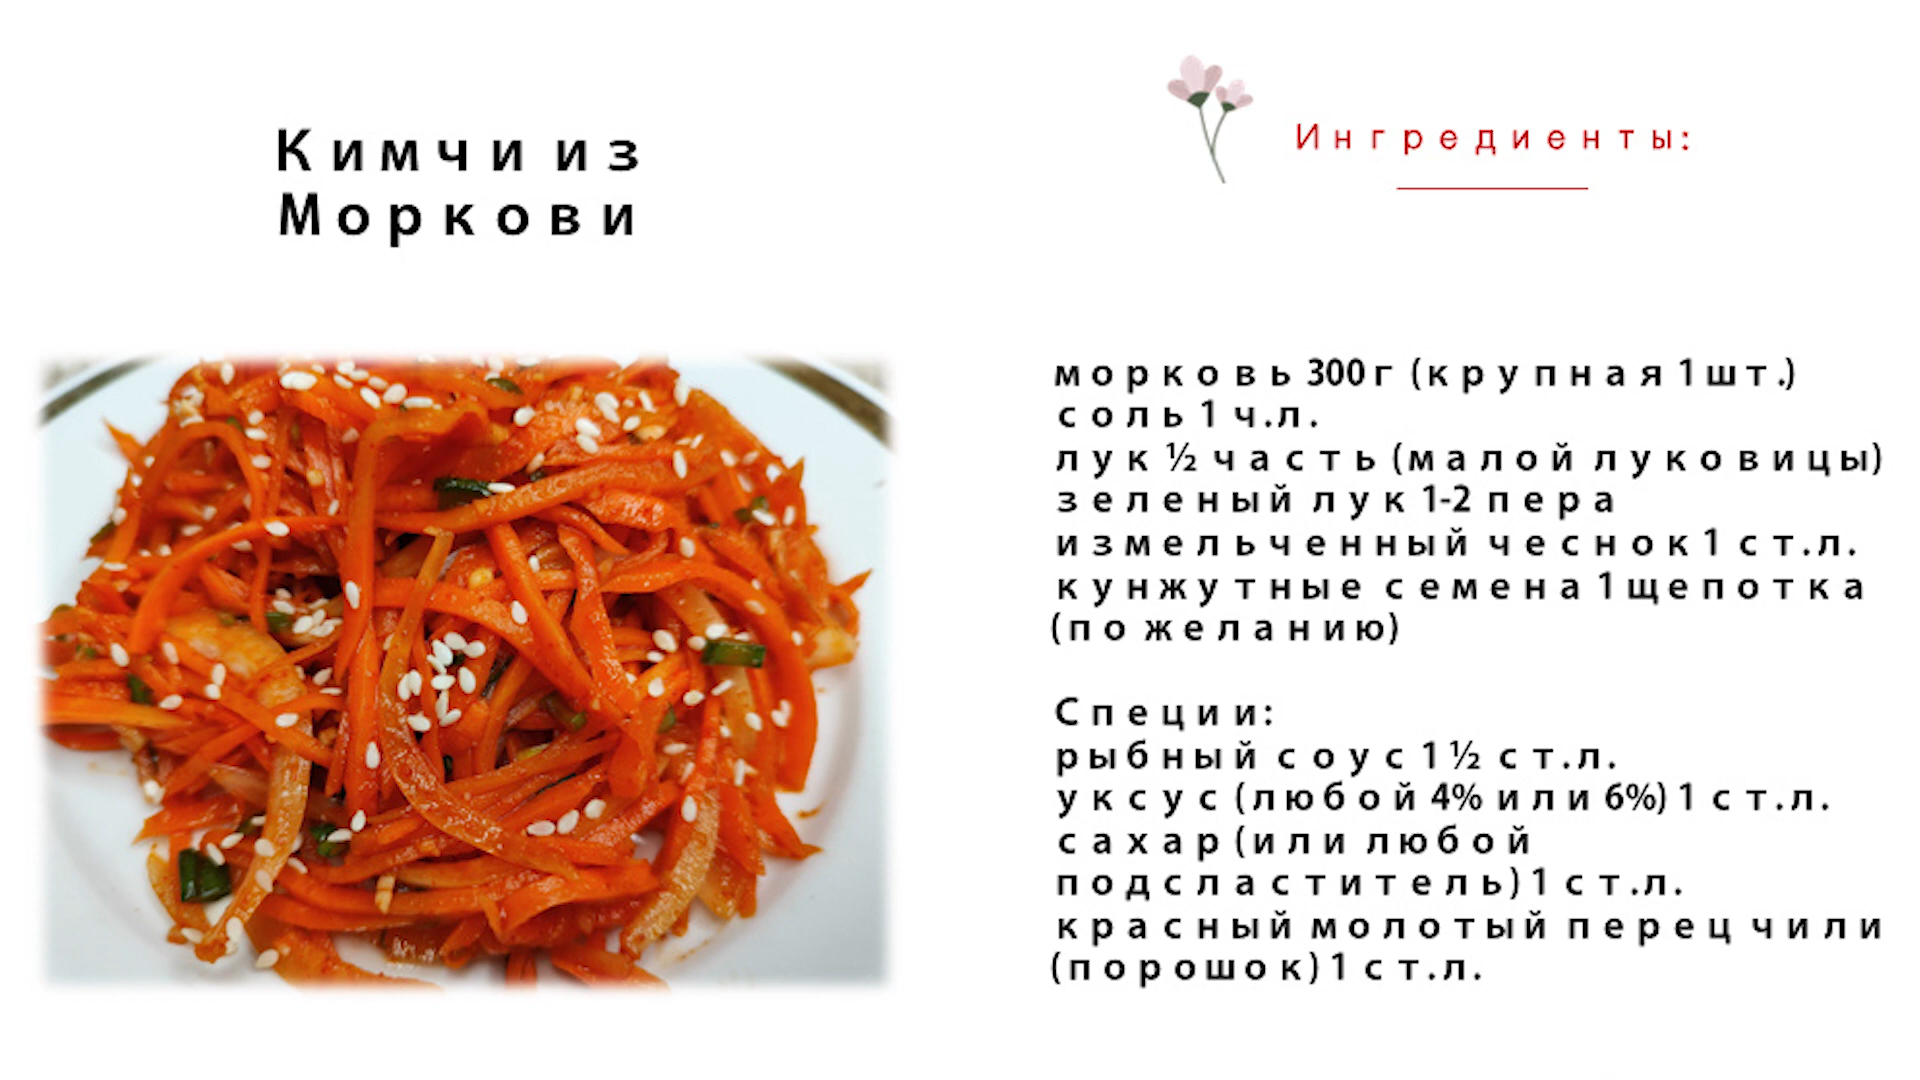 Кимчи из
Моркови
Ингредиенты:
морковь 300г (крупная 1шт.)
соль 1 ч.л.
лук ½ часть (малой луковицы)
зеленый лук 1-2 пера
измельченный чеснок 1 ст.л.
кунжутные семена 1 щепотка
(по желанию)
Специи:
рыбный соус 1 ½ ст.л.
уксус (любой 4% или 6%) 1 ст.л.
сахар (или любой
подсластитель) 1 ст.л.
красный молотый перец чили
(порошок) 1 ст.л.